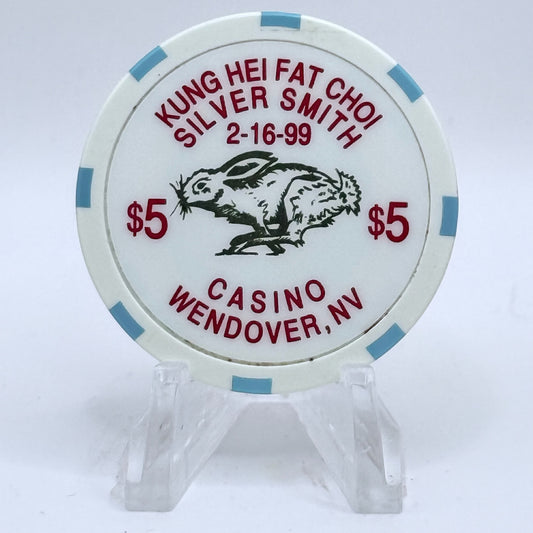 KUNG HEI FAT CHOI
SILVER SMITH
2-16-99
$5 $5
CASINO
WENDOVER, NV